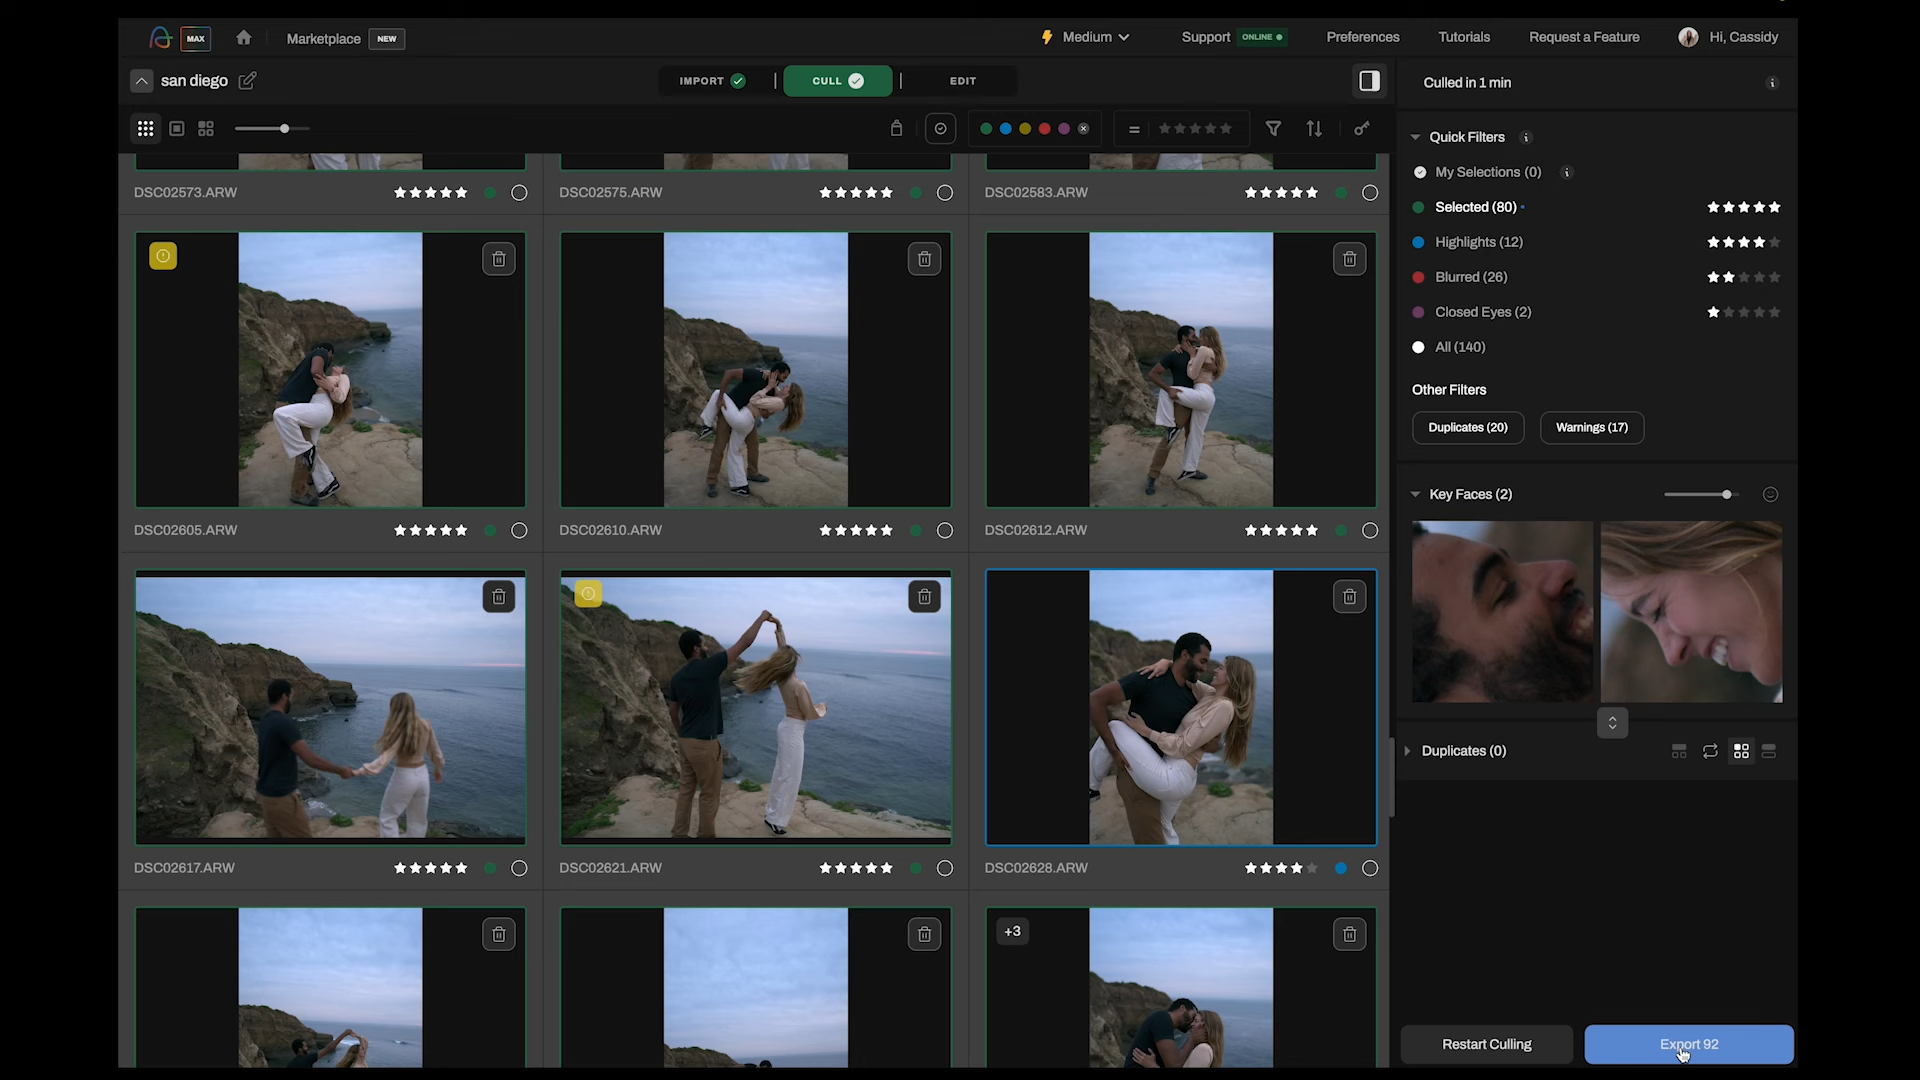 MAX
Marketplace NEW
Medium
Support ONLINE
Preferences
Tutorials
Request a Feature
Hi, Cassidy
san diego
IMPORT
CULL
EDIT
Culled in 1 min
Quick Filters
My Selections (0)
Selected (80)
Highlights (12)
Blurred (26)
Closed Eyes (2)
All (140)
Other Filters
Duplicates (20)
Warnings (17)
Key Faces (2)
Duplicates (0)
DSC02573.ARW
DSC02575.ARW
DSC02583.ARW
DSC02605.ARW
DSC02610.ARW
DSC02612.ARW
DSC02617.ARW
DSC02621.ARW
DSC02628.ARW
+3
Restart Culling
Export 92